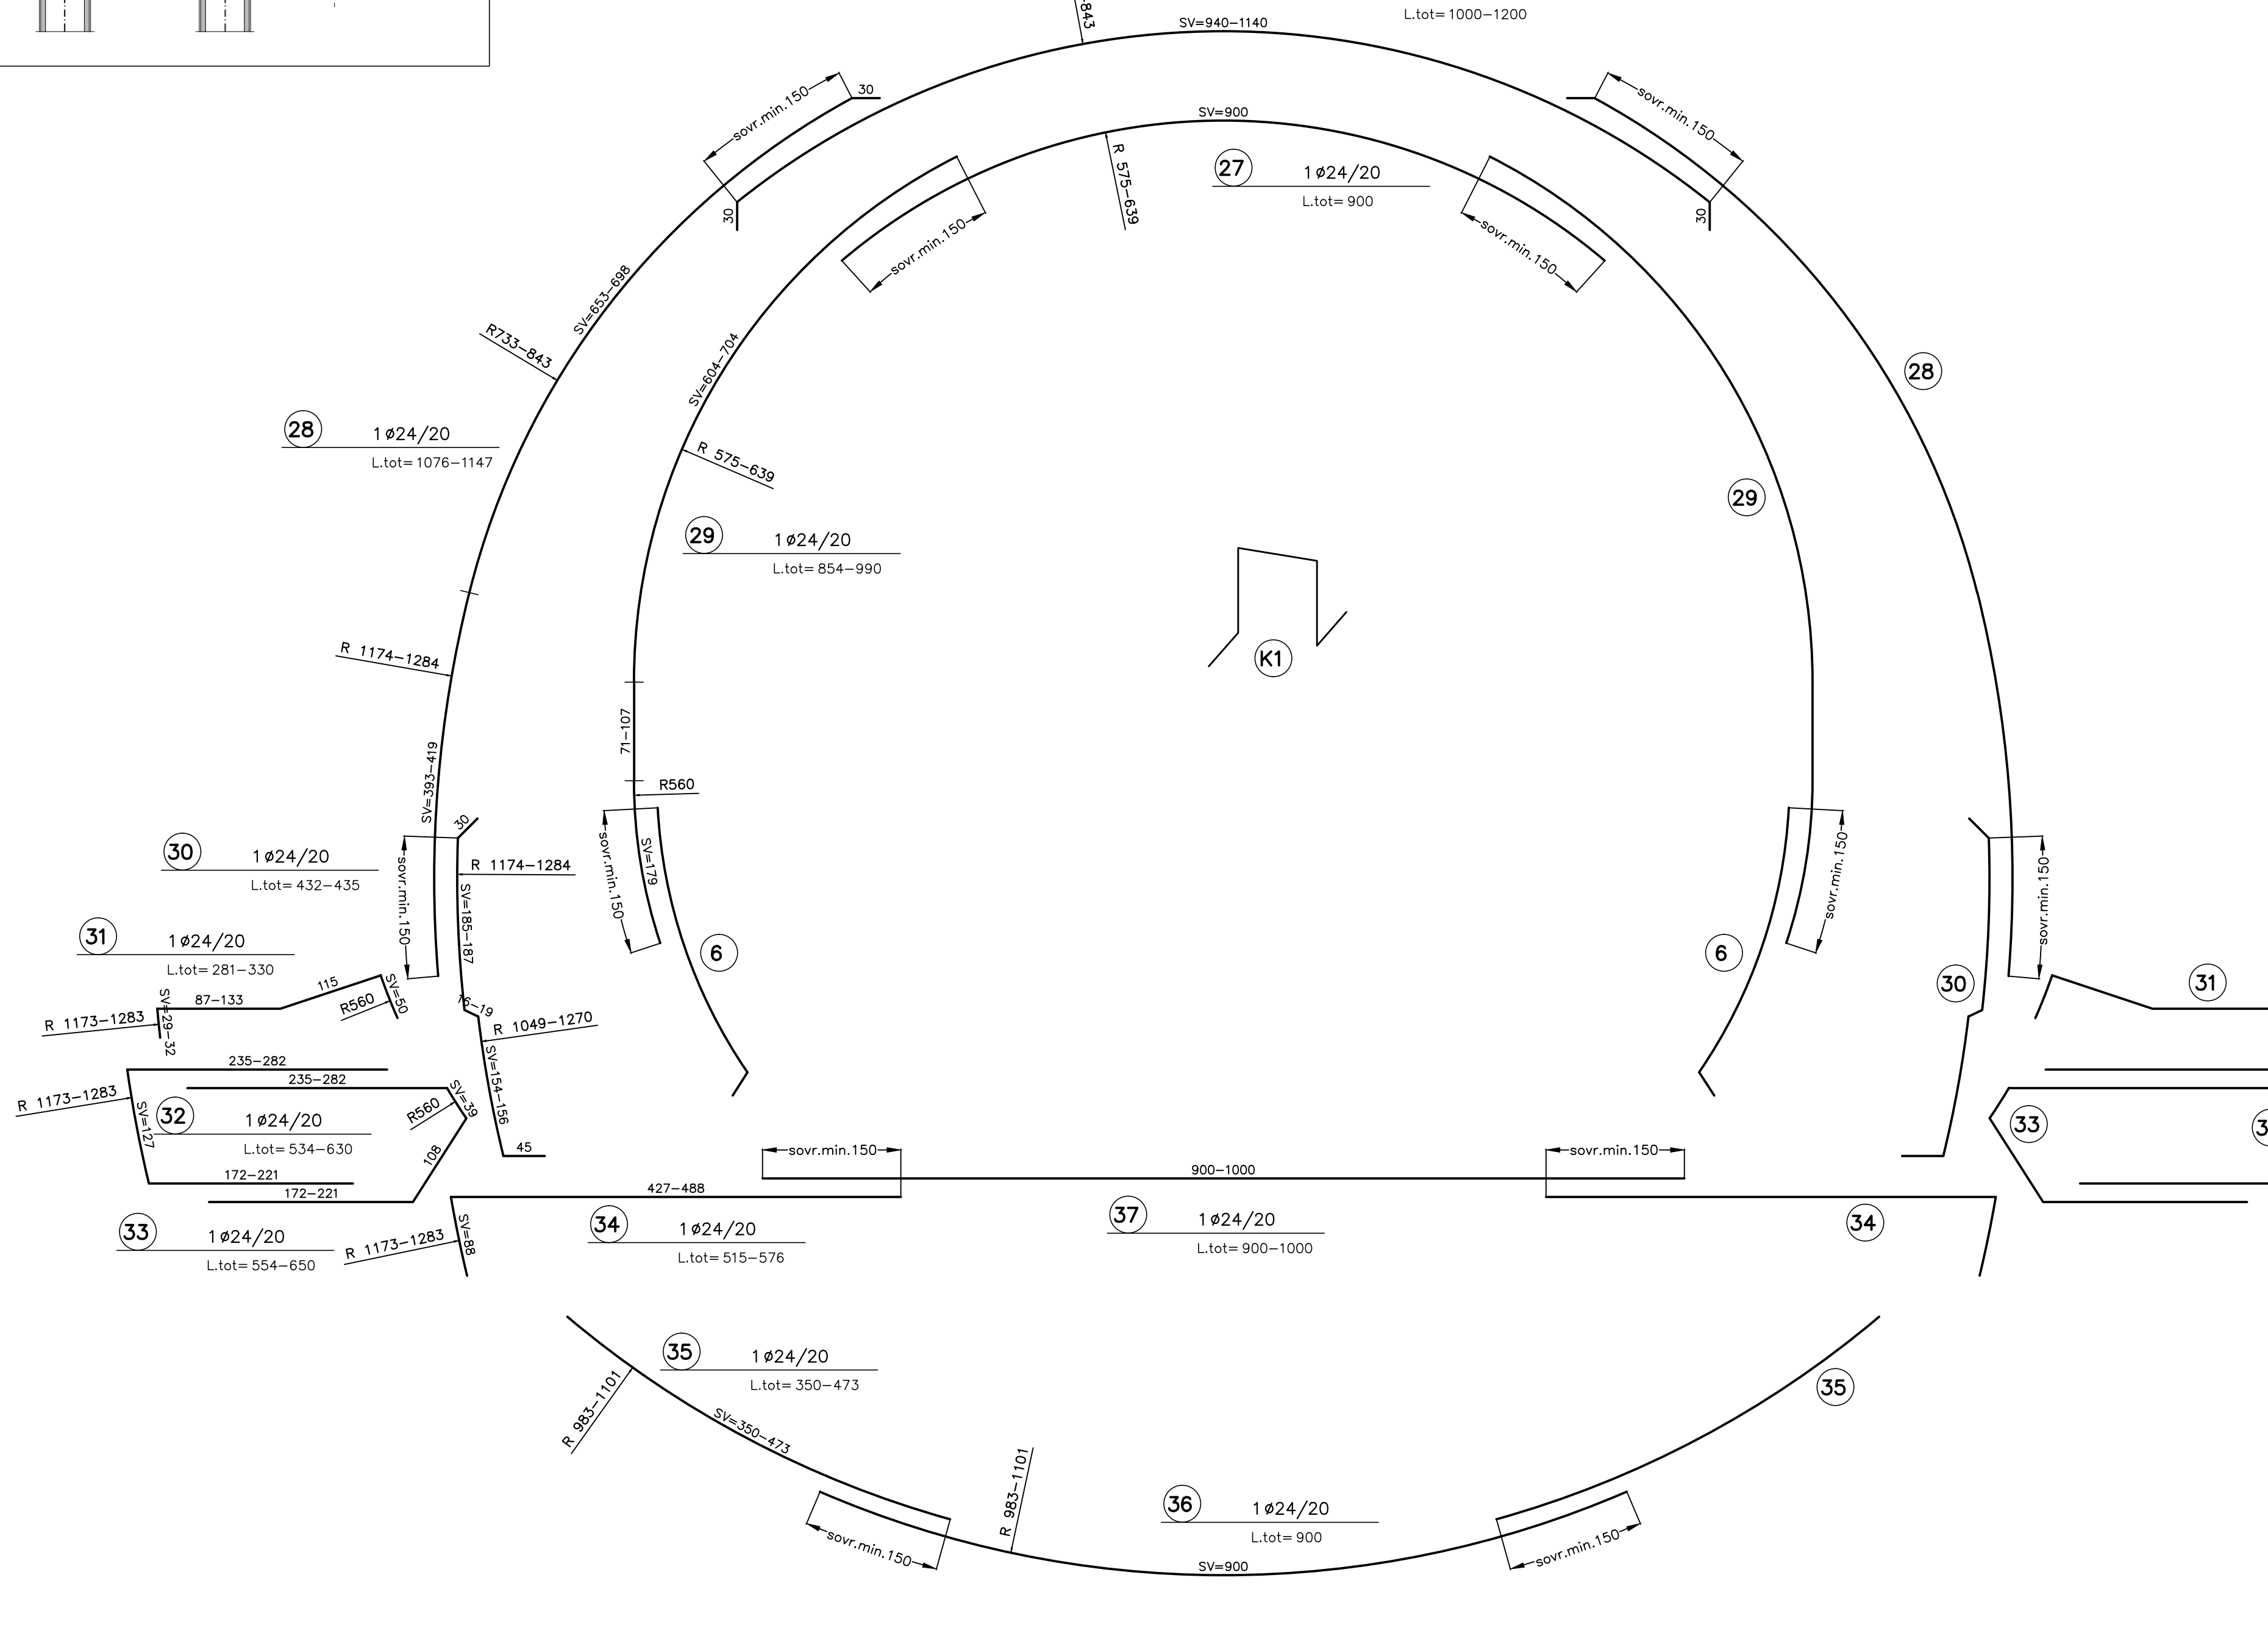 -843
SV=940-1140
L.tot= 1000-1200
sovr.min.150
30
30
sovr.min.150
30
SV=900
R 575-639
27
1ø24/20
L.tot= 900
sovr.min.150
sovr.min.150
SV=653-698
R733-843
SV=604-704
28
1ø24/20
L.tot= 1076-1147
R 575-639
28
29
29
1ø24/20
L.tot= 854-990
K1
R 1174-1284
71-107
SV=393-419
R560
30
1ø24/20
L.tot= 432-435
30
sovr.min.150
R 1174-1284
SV=185-187
sovr.min.150
SV=179
sovr.min.150
sovr.min.150
31
1ø24/20
L.tot= 281-330
6
6
30
31
115
87-133
SV=50
R560
R 1173-1283
SV=29-32
16-19
R 1049-1270
SV=154-156
45
235-282
235-282
R 1173-1283
SV=127
SV=39
R560
32
1ø24/20
L.tot= 534-630
108
172-221
172-221
33
3
33
1ø24/20
L.tot= 554-650
sovr.min.150
sovr.min.150
900-1000
427-488
R 1173-1283
SV=88
34
1ø24/20
L.tot= 515-576
37
1ø24/20
L.tot= 900-1000
34
35
1ø24/20
L.tot= 350-473
35
R 983-1101
SV=350-473
R 983-1101
36
1ø24/20
L.tot= 900
sovr.min.150
sovr.min.150
SV=900